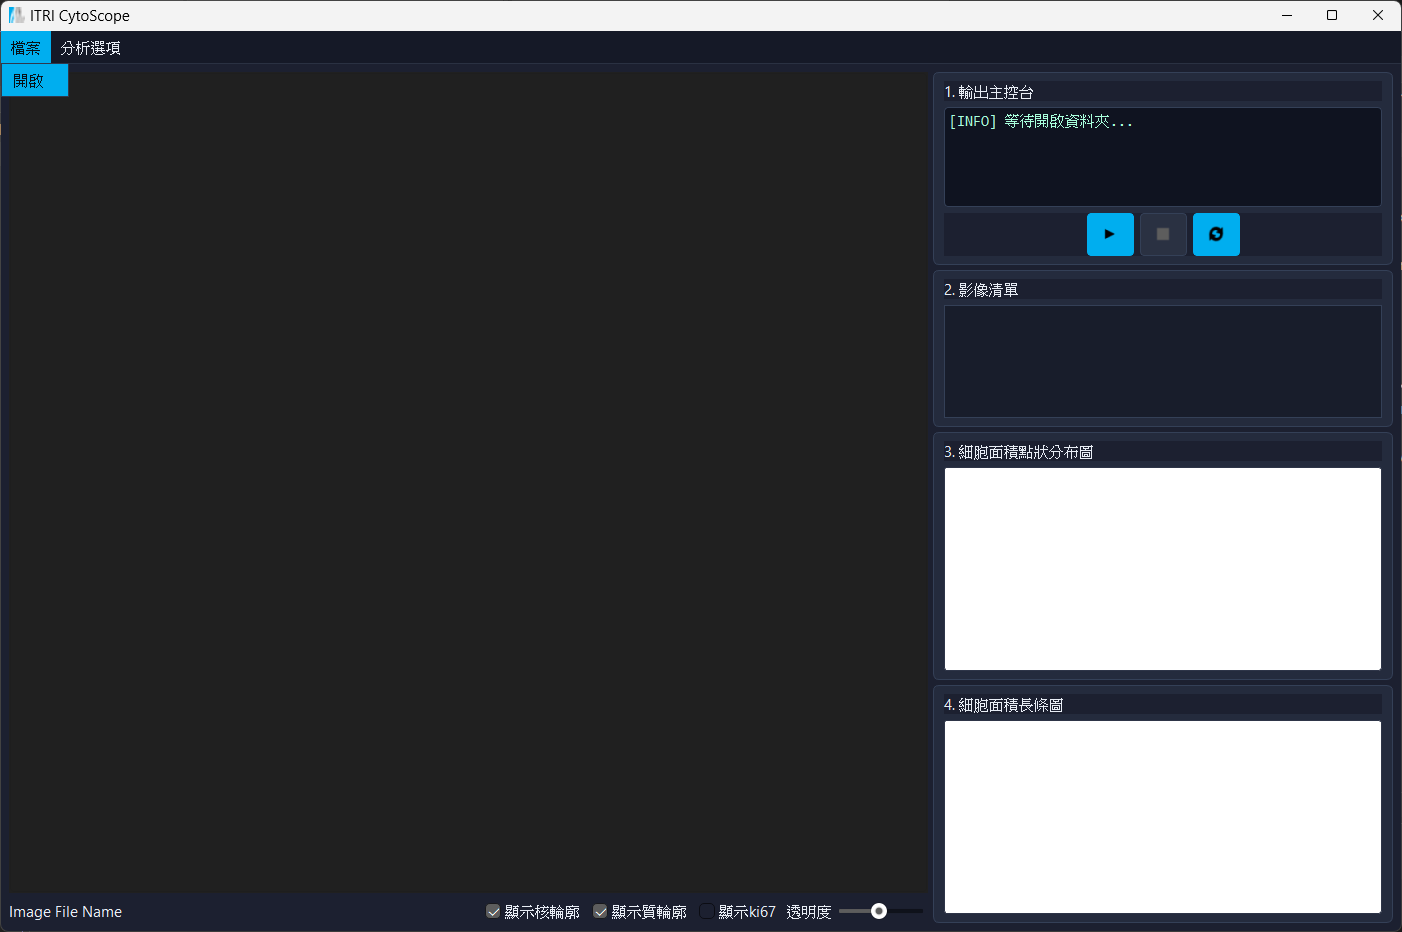 ITRI CytoScope
檔案 分析選項
開啟
1. 輸出主控台
[INFO] 等待開啟資料夾...
2. 影像清單
3. 細胞面積點狀分布圖
4. 細胞面積長條圖
Image File Name 顯示核輪廓 顯示質輪廓 顯示ki67 透明度